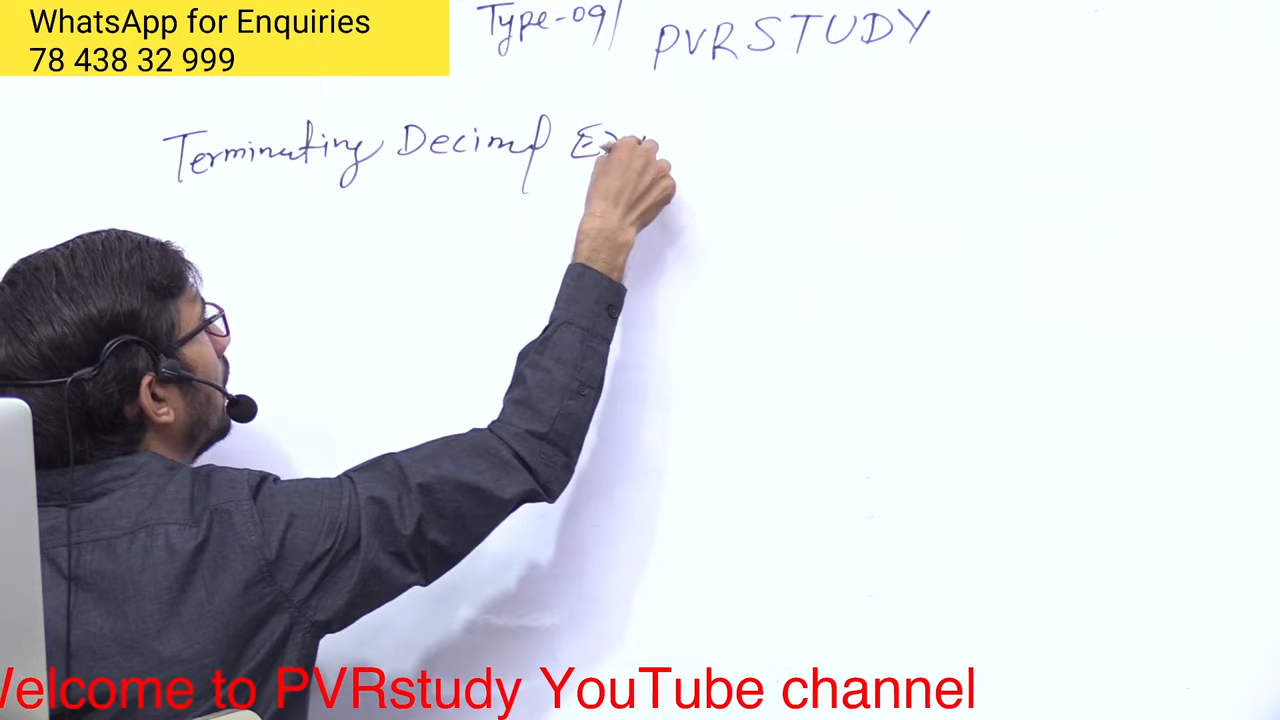 WhatsApp for Enquiries
78 438 32 999
Type-09/ PVRSTUDY
Terminating Decimal
Welcome to PVRstudy YouTube channel